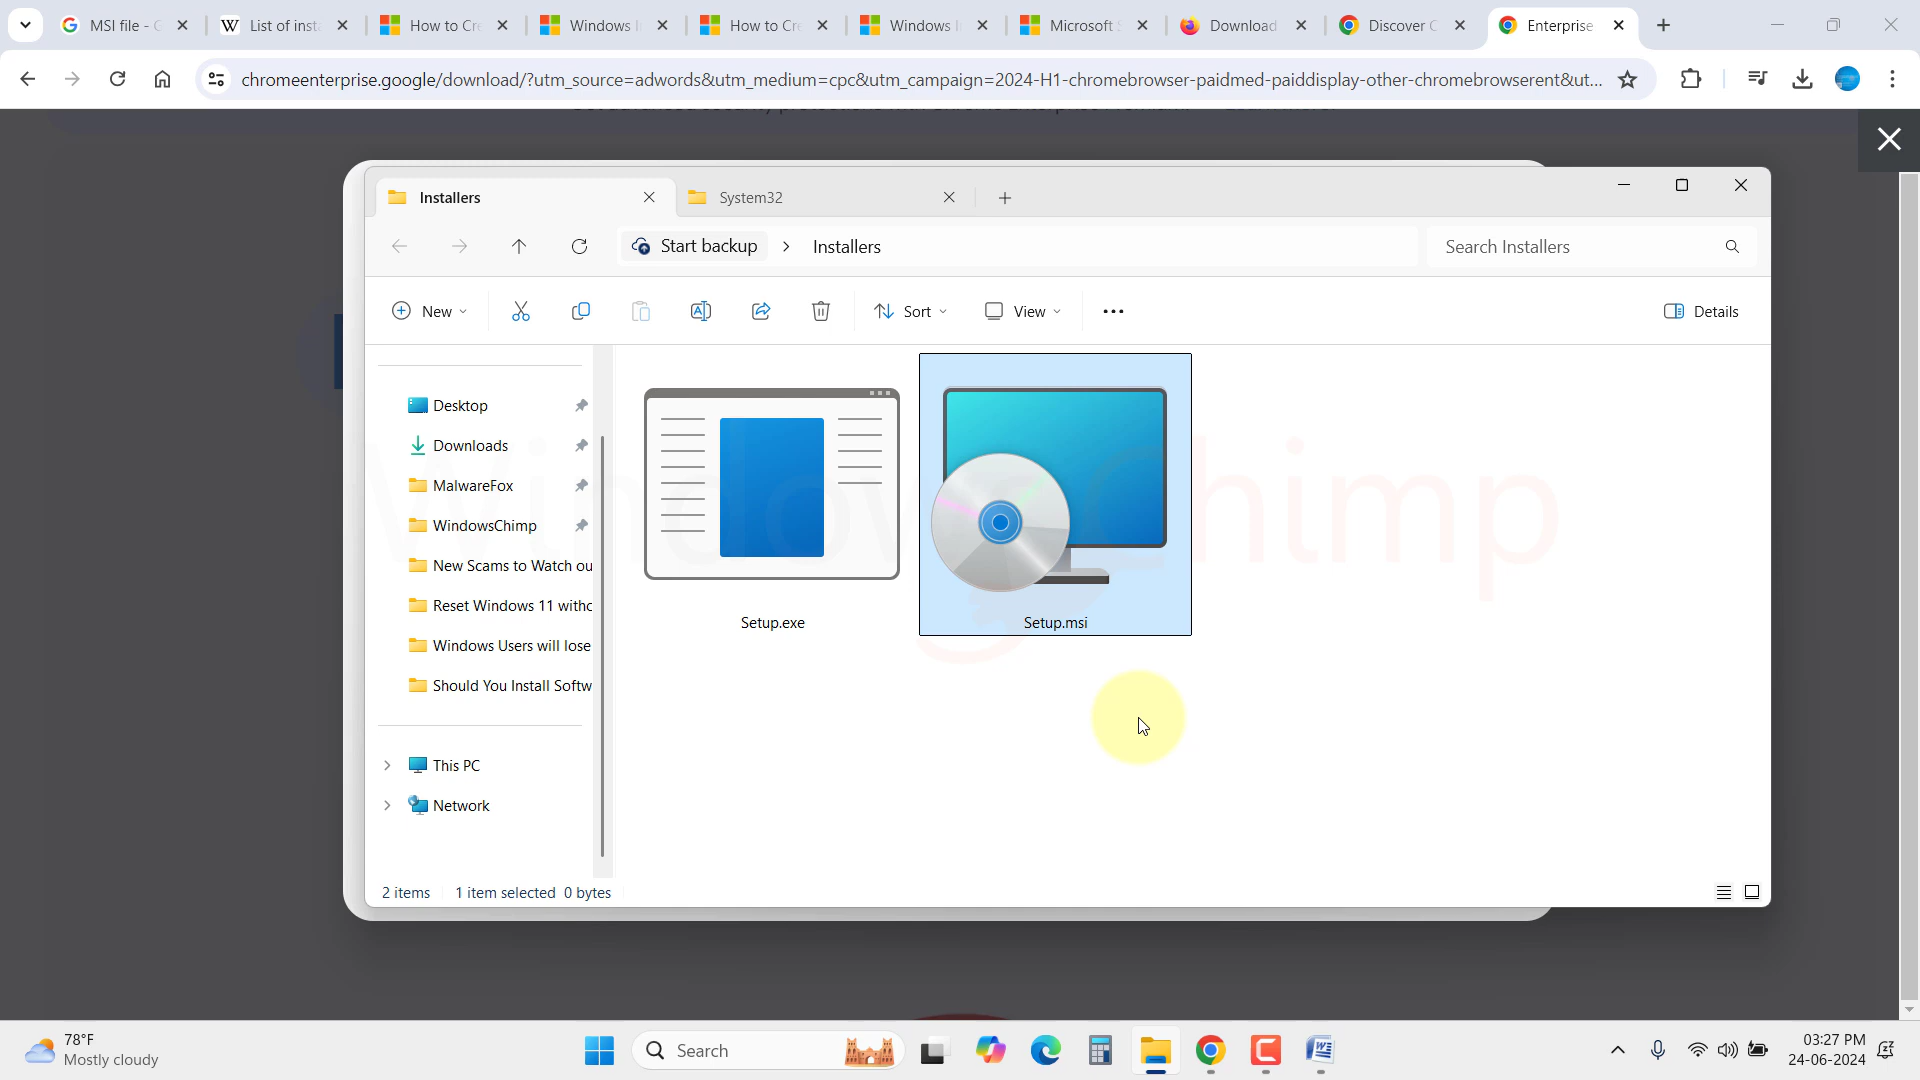 MSI file - G
List of inst
How to Cre
Windows I
How to Cre
Windows I
Microsoft S
Download
Discover C
Enterprise
chromeenterprise.google/download/?utm_source=adwords&utm_medium=cpc&utm_campaign=2024-H1-chromebrowser-paidmed-paiddisplay-other-chromebrowserent&ut...
Installers
System32
Start backup > Installers
Search Installers
New
Sort
View
Details
Desktop
Downloads
MalwareFox
WindowsChimp
New Scams to Watch ou
Reset Windows 11 witho
Windows Users will lose
Should You Install Softw
This PC
Network
Setup.exe
Setup.msi
WindowsChimp
2 items 1 item selected 0 bytes
78°F
Mostly cloudy
Search
03:27 PM
24-06-2024